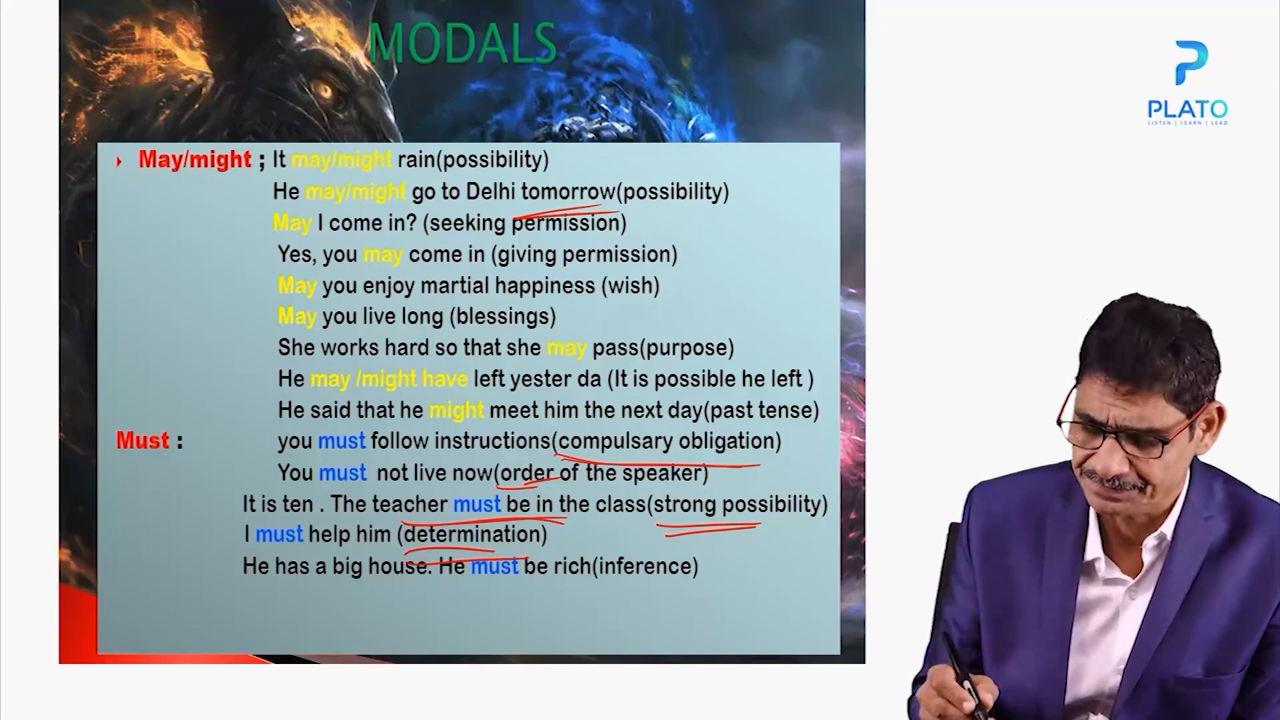 MODALS
PLATO
LISTEN | LEARN | LEAD
May/might ; It may/might rain(possibility)
He may/might go to Delhi tomorrow(possibility)
May I come in? (seeking permission)
Yes, you may come in (giving permission)
May you enjoy martial happiness (wish)
May you live long (blessings)
She works hard so that she may pass(purpose)
He may /might have left yester da (It is possible he left )
He said that he might meet him the next day(past tense)
Must : you must follow instructions(compulsary obligation)
You must not live now(order of the speaker)
It is ten . The teacher must be in the class(strong possibility)
I must help him (determination)
He has a big house. He must be rich(inference)